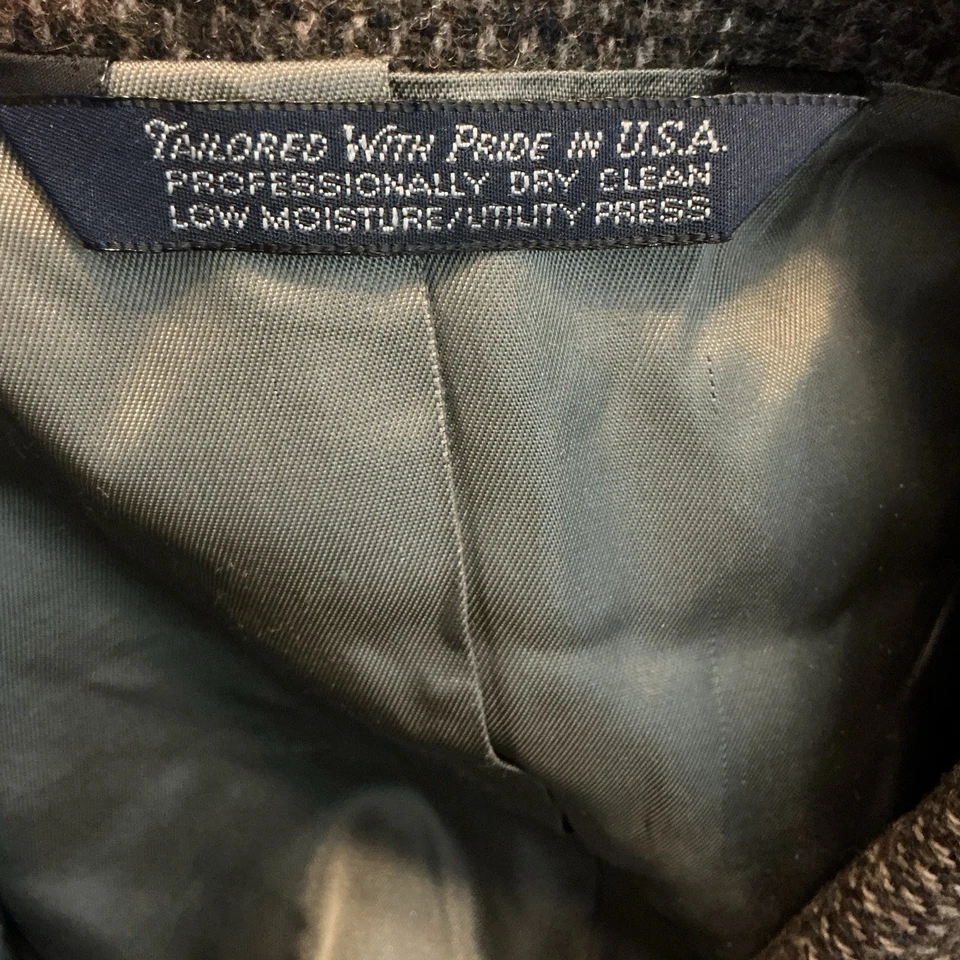 TAILORED WITH PRIDE IN U.S.A.
PROFESSIONALLY DRY CLEAN
LOW MOISTURE/UTILITY PRESS